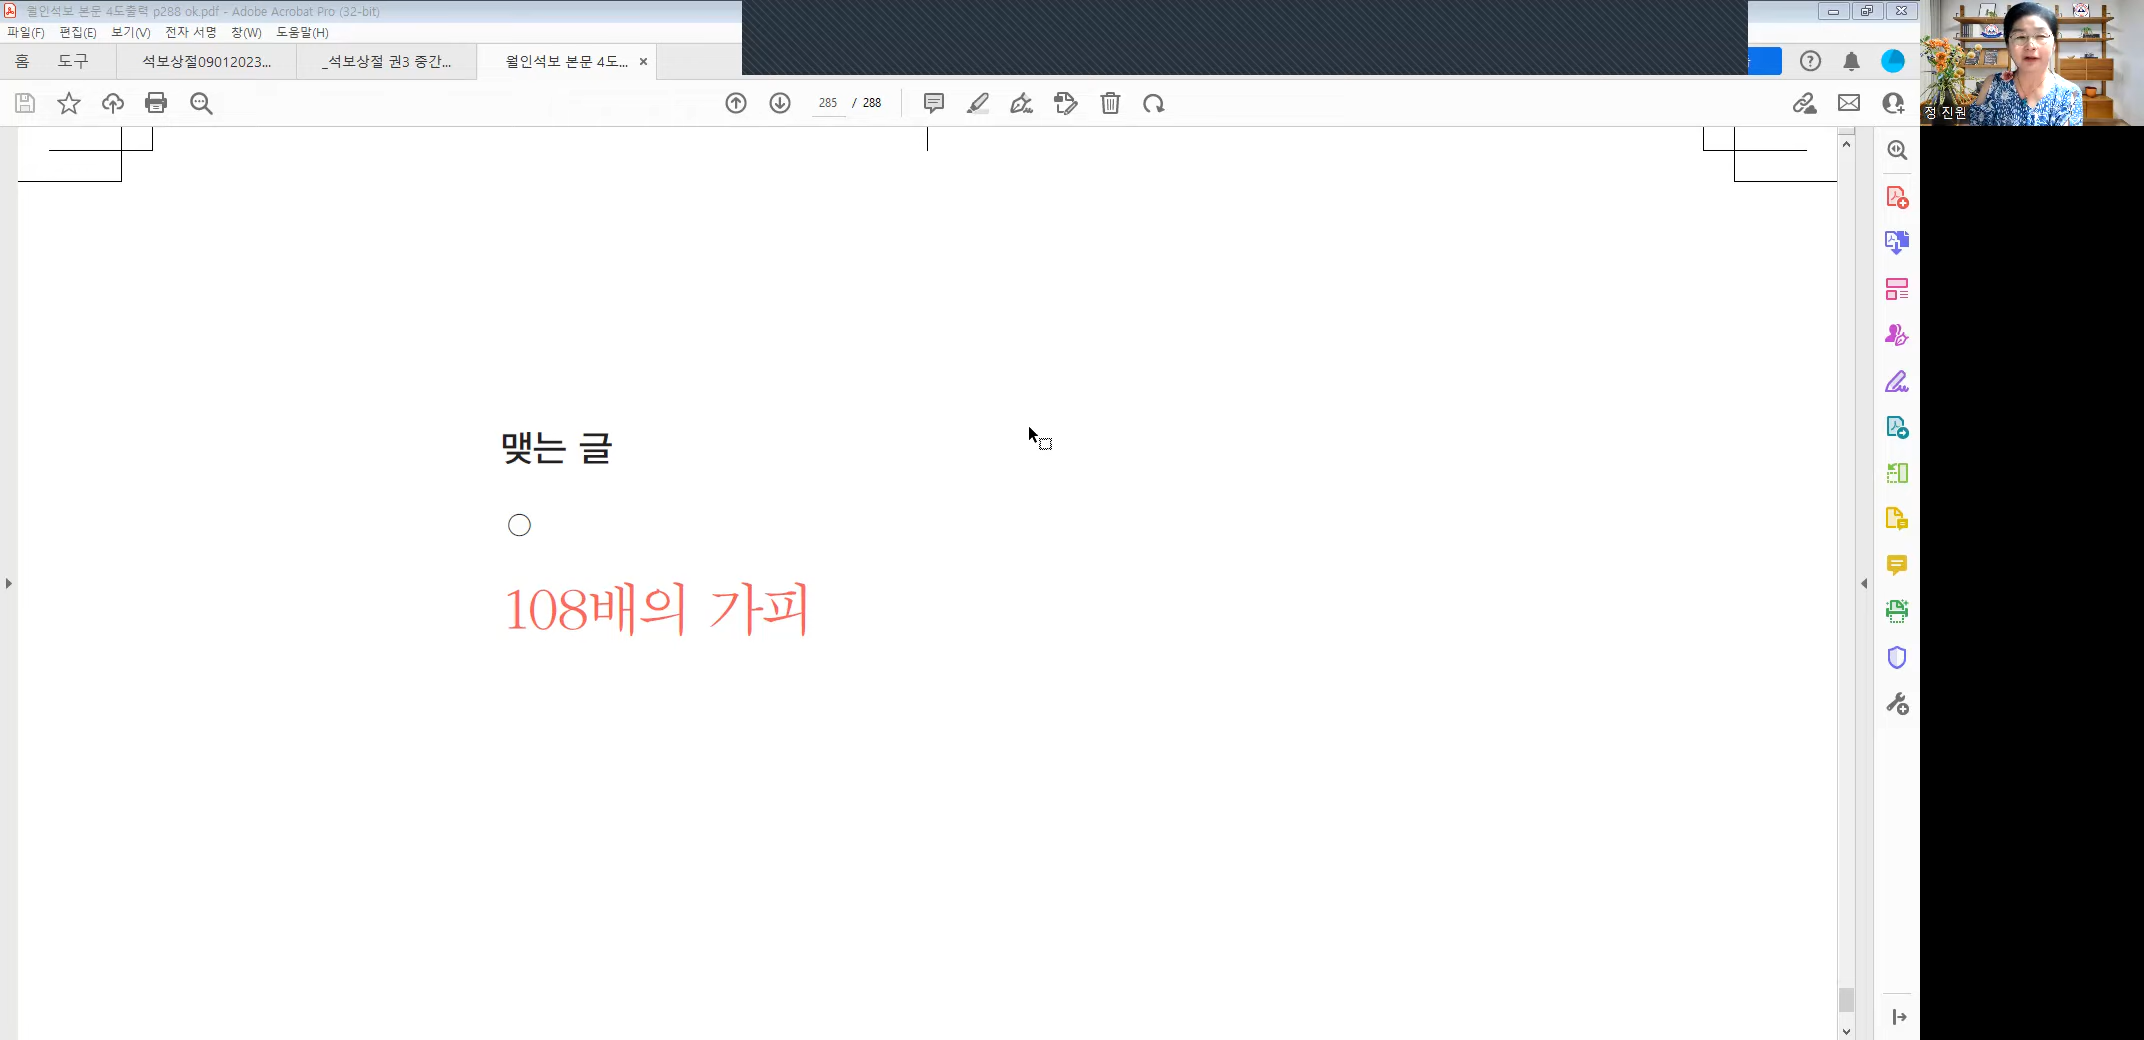 월인석보 본문 4도출력 p288 ok.pdf - Adobe Acrobat Pro (32-bit)
파일(F) 편집(E) 보기(V) 전자 서명 창(W) 도움말(H)
홈 도구 석보상절09012023... _석보상절 권3 중간... 월인석보 본문 4도... ×
285 / 288
정 진원
맺는 글
○
108배의 가피